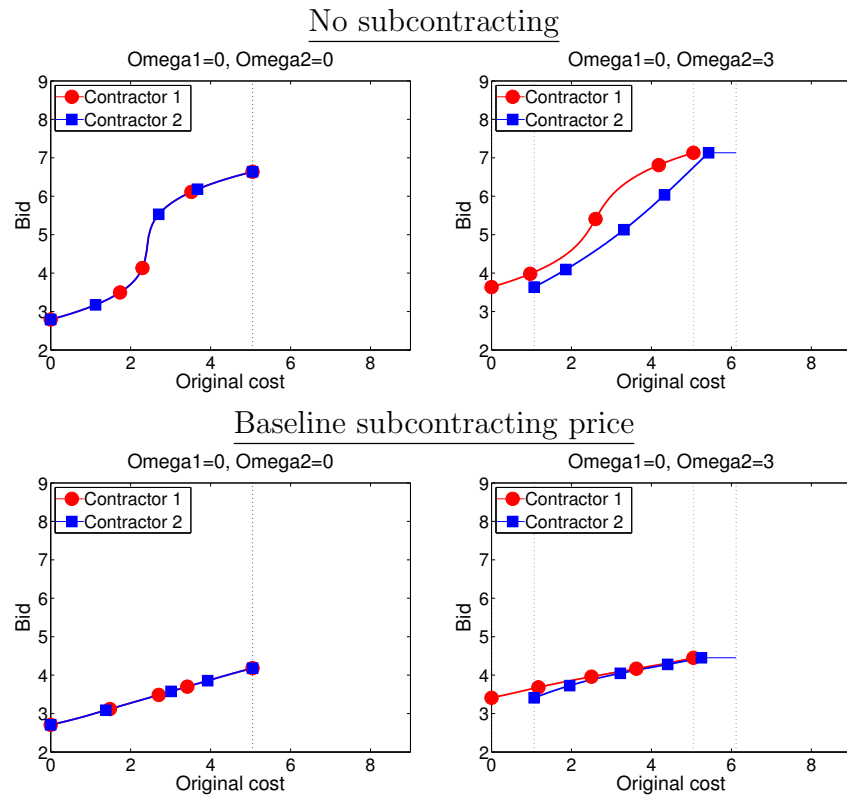 No subcontracting
Omega1=0, Omega2=0
9
8
7
6
5
4
3
2
Bid
Contractor 1
Contractor 2
0
2
4
6
8
Original cost
Omega1=0, Omega2=3
9
8
7
6
5
4
3
2
Bid
Contractor 1
Contractor 2
0
2
4
6
8
Original cost
Baseline subcontracting price
Omega1=0, Omega2=0
9
8
7
6
5
4
3
2
Bid
Contractor 1
Contractor 2
0
2
4
6
8
Original cost
Omega1=0, Omega2=3
9
8
7
6
5
4
3
2
Bid
Contractor 1
Contractor 2
0
2
4
6
8
Original cost